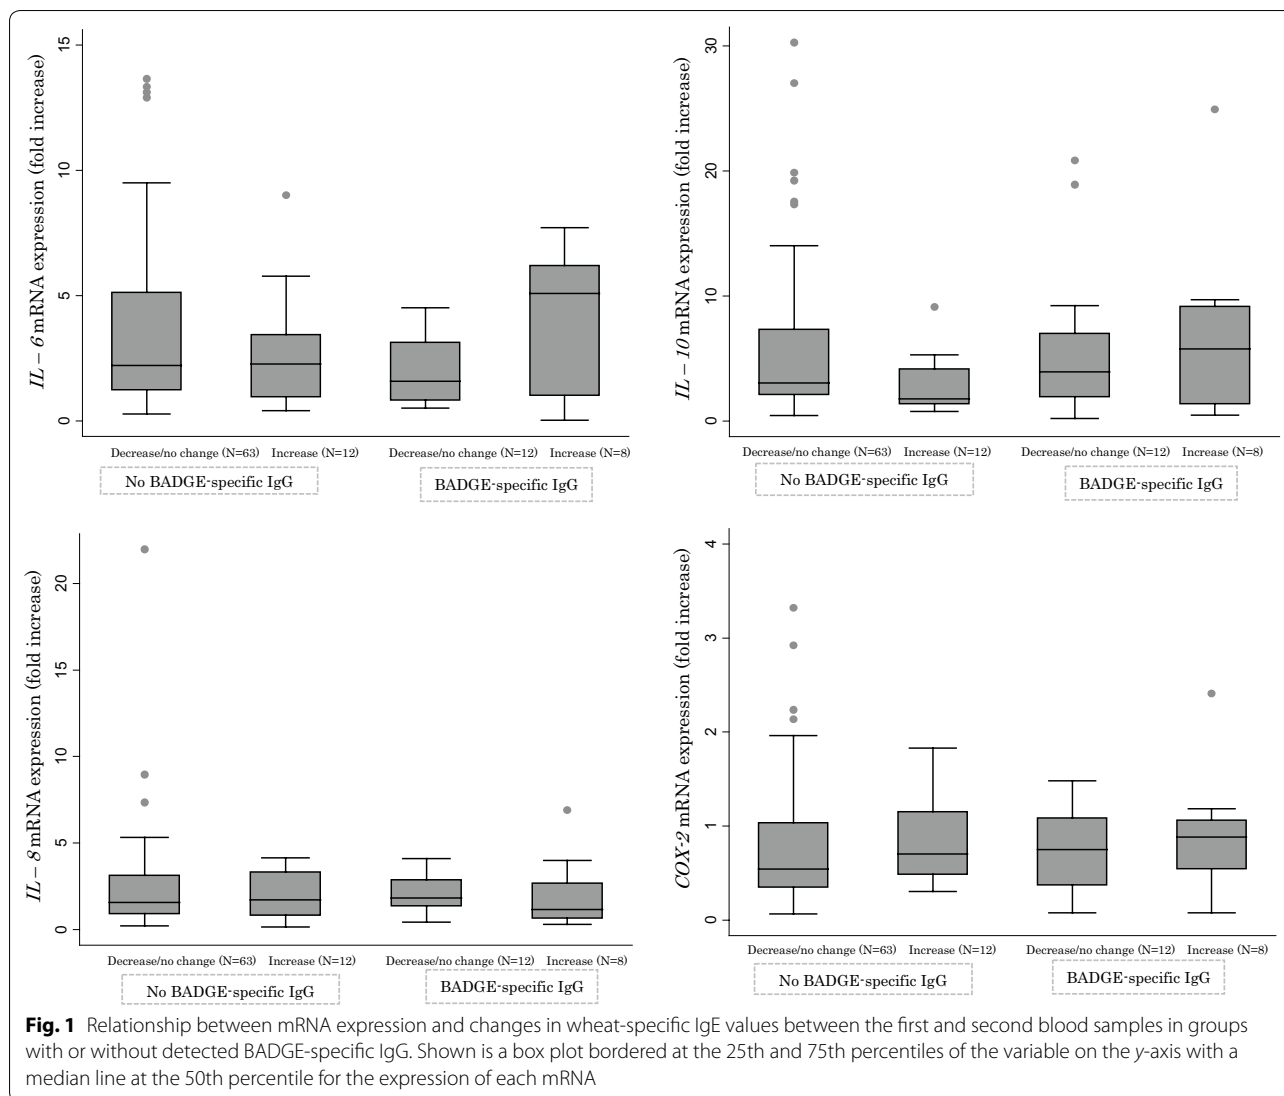 IL – 6 mRNA expression (fold increase)
15
10
5
0
Decrease/no change (N=63) Increase (N=12) Decrease/no change (N=12) Increase (N=8)
No BADGE-specific IgG BADGE-specific IgG
IL – 10 mRNA expression (fold increase)
30
20
10
0
Decrease/no change (N=63) Increase (N=12) Decrease/no change (N=12) Increase (N=8)
No BADGE-specific IgG BADGE-specific IgG
IL – 8 mRNA expression (fold increase)
20
15
10
5
0
Decrease/no change (N=63) Increase (N=12) Decrease/no change (N=12) Increase (N=8)
No BADGE-specific IgG BADGE-specific IgG
COX-2 mRNA expression (fold increase)
4
3
2
1
0
Decrease/no change (N=63) Increase (N=12) Decrease/no change (N=12) Increase (N=8)
No BADGE-specific IgG BADGE-specific IgG
Fig. 1 Relationship between mRNA expression and changes in wheat-specific IgE values between the first and second blood samples in groups
with or without detected BADGE-specific IgG. Shown is a box plot bordered at the 25th and 75th percentiles of the variable on the y-axis with a
median line at the 50th percentile for the expression of each mRNA